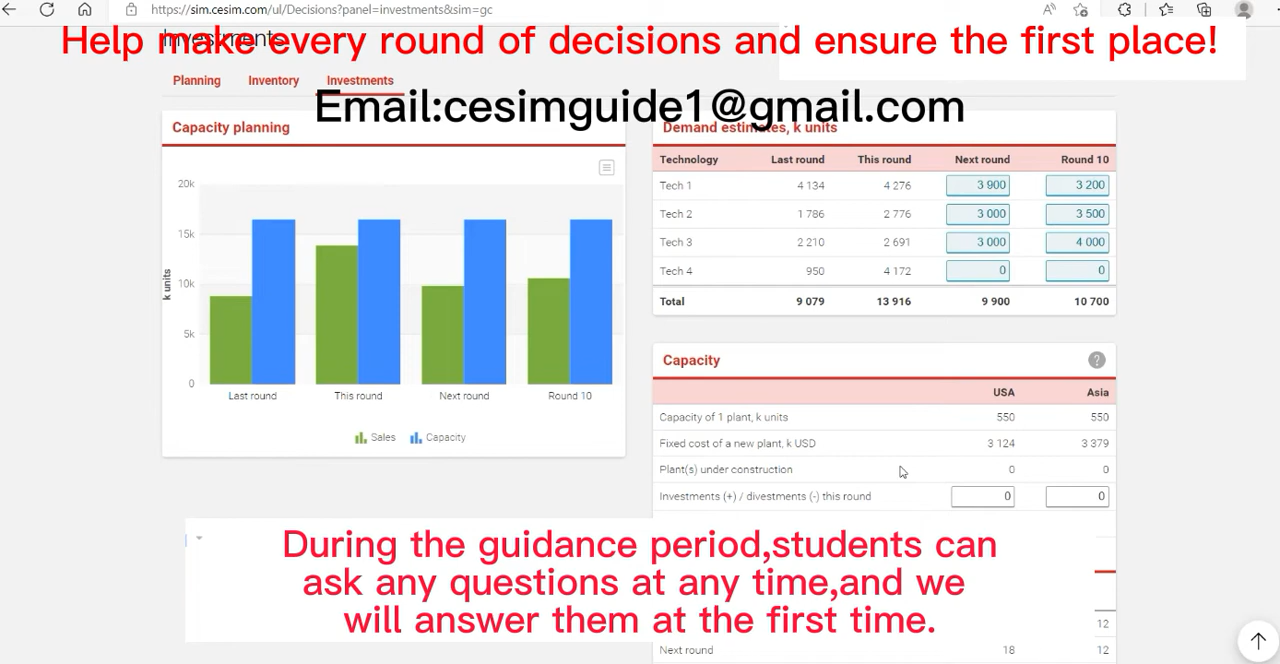 https://sim.cesim.com/ul/Decisions?panel=investments&sim=gc
Investments
Help make every round of decisions and ensure the first place!
Planning Inventory Investments
Email:cesimguide1@gmail.com
Capacity planning
20k
15k
10k
5k
0
k units
Last round This round Next round Round 10
Sales Capacity
Demand estimates, k units
Technology Last round This round Next round Round 10
Tech 1 4 134 4 276 3 900 3 200
Tech 2 1 786 2 776 3 000 3 500
Tech 3 2 210 2 691 3 000 4 000
Tech 4 950 4 172 0 0
Total 9 079 13 916 9 900 10 700
Capacity ?
USA Asia
Capacity of 1 plant, k units 550 550
Fixed cost of a new plant, k USD 3 124 3 379
Plant(s) under construction 0 0
Investments (+) / divestments (-) this round 0 0
During the guidance period,students can
ask any questions at any time,and we
will answer them at the first time.
12
Next round 18 12